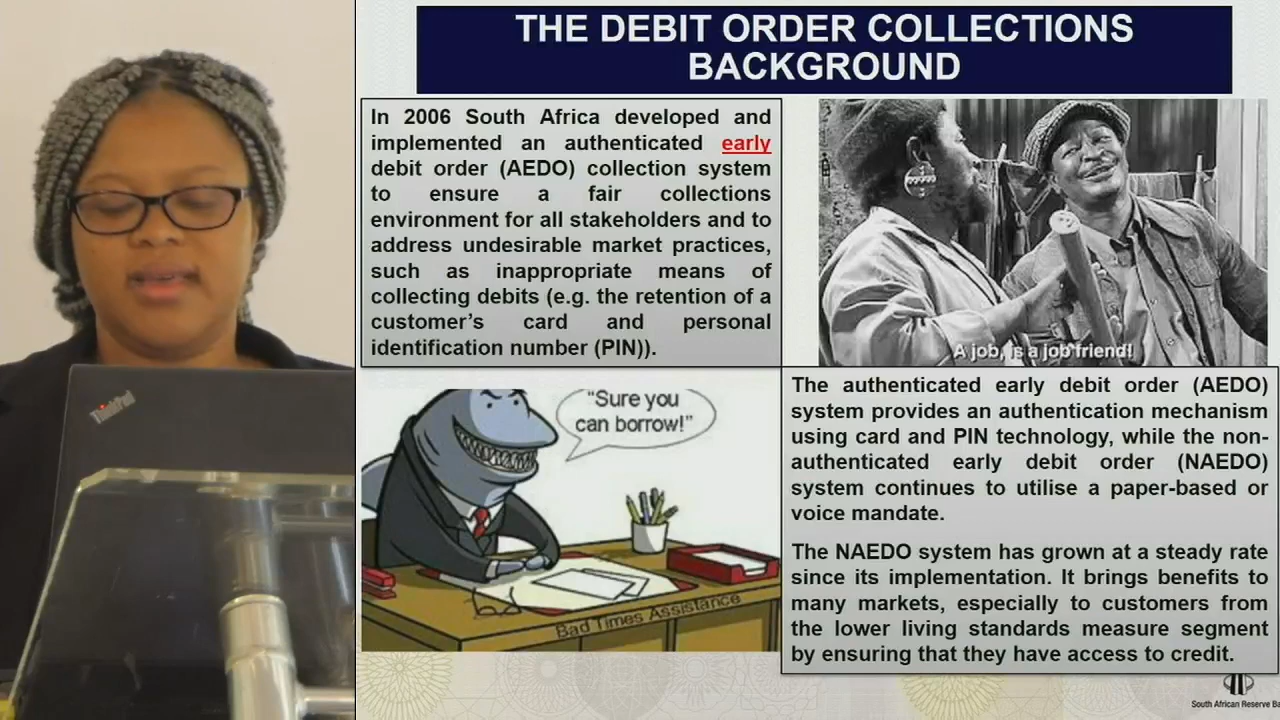 THE DEBIT ORDER COLLECTIONS
BACKGROUND
In 2006 South Africa developed and
implemented an authenticated early
debit order (AEDO) collection system
to ensure a fair collections
environment for all stakeholders and to
address undesirable market practices,
such as inappropriate means of
collecting debits (e.g. the retention of a
customer's card and personal
identification number (PIN)).
A job, is a job friend!
"Sure you
can borrow!"
Bad Times Assistance
The authenticated early debit order (AEDO)
system provides an authentication mechanism
using card and PIN technology, while the non-
authenticated early debit order (NAEDO)
system continues to utilise a paper-based or
voice mandate.
The NAEDO system has grown at a steady rate
since its implementation. It brings benefits to
many markets, especially to customers from
the lower living standards measure segment
by ensuring that they have access to credit.
ThinkPad
South African Reserve Ba